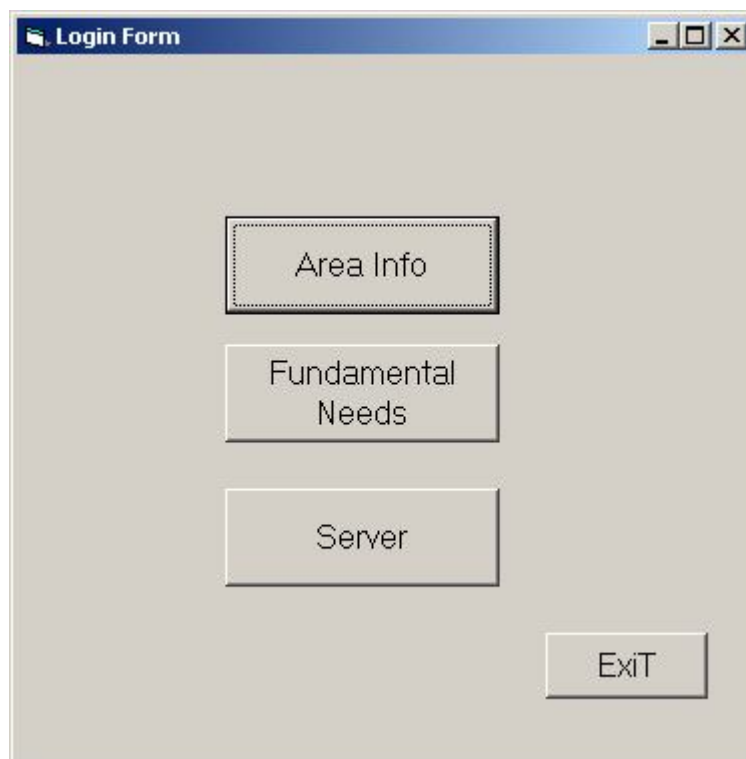 Login Form
Area Info
Fundamental
Needs
Server
ExiT